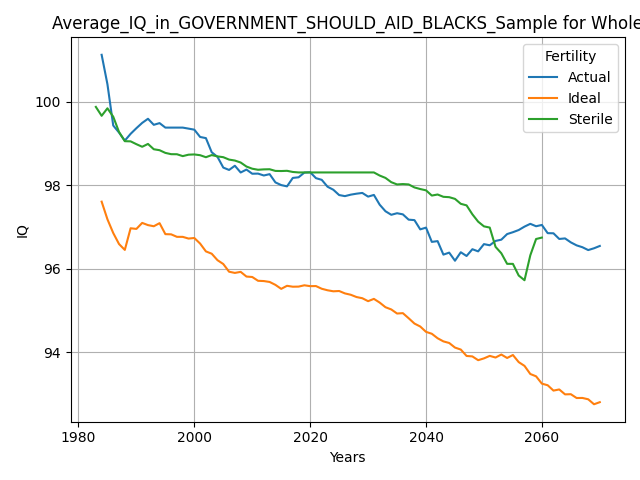 Average_IQ_in_GOVERNMENT_SHOULD_AID_BLACKS_Sample for Whole
Fertility
Actual
Ideal
Sterile
100
98
96
94
IQ
1980
2000
2020
2040
2060
Years